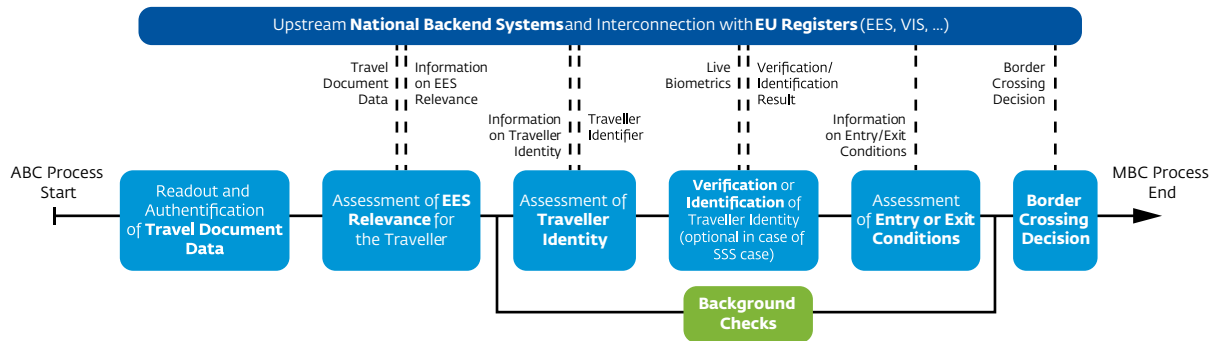 Upstream National Backend Systems and Interconnection with EU Registers (EES, VIS, ...)
Travel
Document
Data
Information
on EES
Relevance
Information
on Traveller
Identity
Traveller
Identifier
Live
Biometrics
Verification/
Identification
Result
Information
on Entry/Exit
Conditions
Border
Crossing
Decision
ABC Process
Start
Readout and
Authentification
of Travel Document
Data
Assessment of EES
Relevance for
the Traveller
Assessment of
Traveller
Identity
Verification or
Identification of
Traveller Identity
(optional in case of
SSS case)
Assessment
of Entry or Exit
Conditions
Border
Crossing
Decision
MBC Process
End
Background
Checks